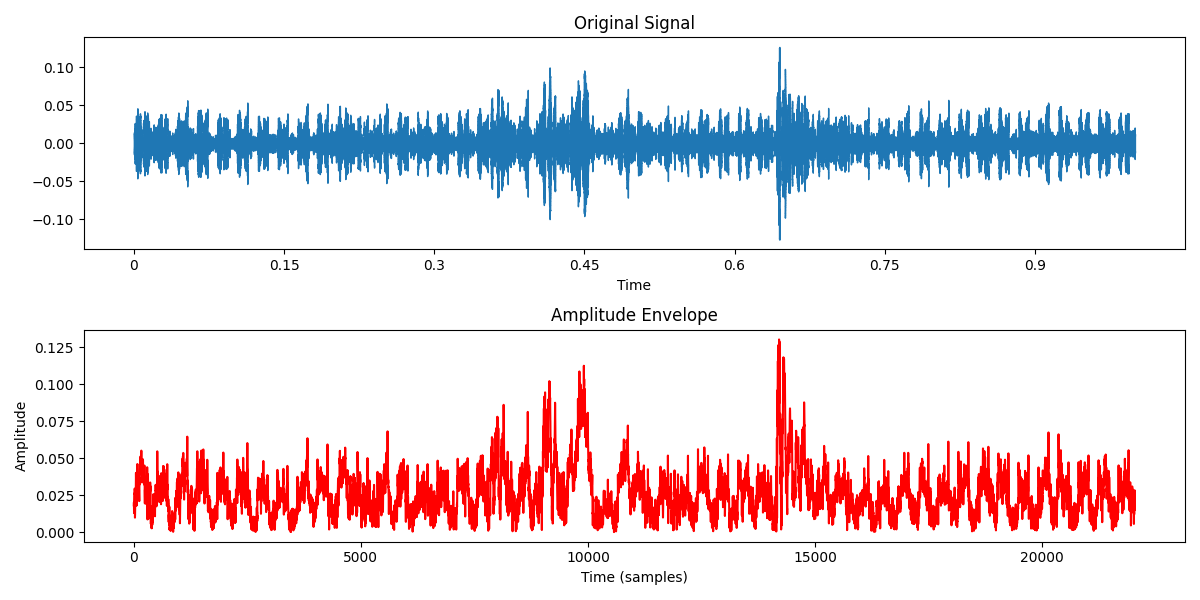 Original Signal
0.10
0.05
0.00
−0.05
−0.10
0 0.15 0.3 0.45 0.6 0.75 0.9
Time
Amplitude Envelope
Amplitude
0.125
0.100
0.075
0.050
0.025
0.000
0 5000 10000 15000 20000
Time (samples)